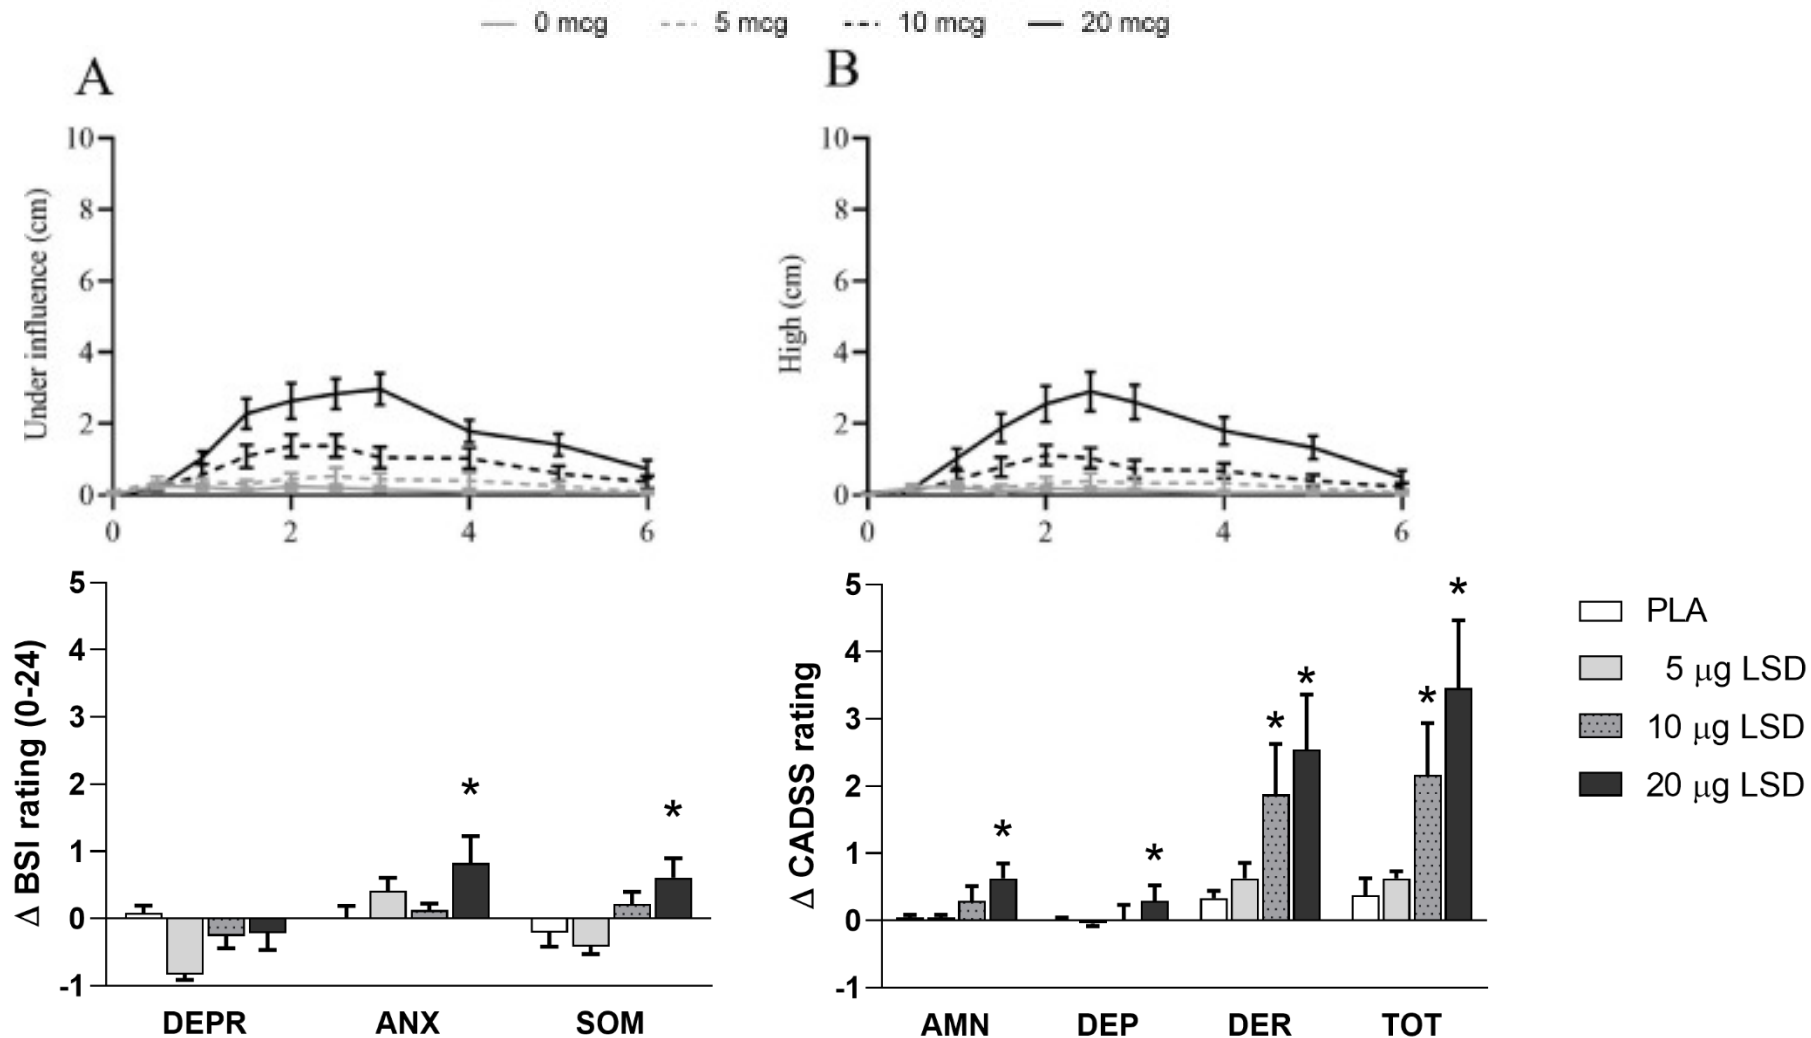 0 mcg 5 mcg 10 mcg 20 mcg
A
10
8
6
4
2
0
Under influence (cm)
0 2 4 6
B
10
8
6
4
2
0
High (cm)
0 2 4 6
5
4
3
2
1
0
-1
Δ BSI rating (0-24)
* *
DEPR ANX SOM
5
4
3
2
1
0
-1
Δ CADSS rating
* * * * * *
AMN DEP DER TOT
PLA
5 μg LSD
10 μg LSD
20 μg LSD